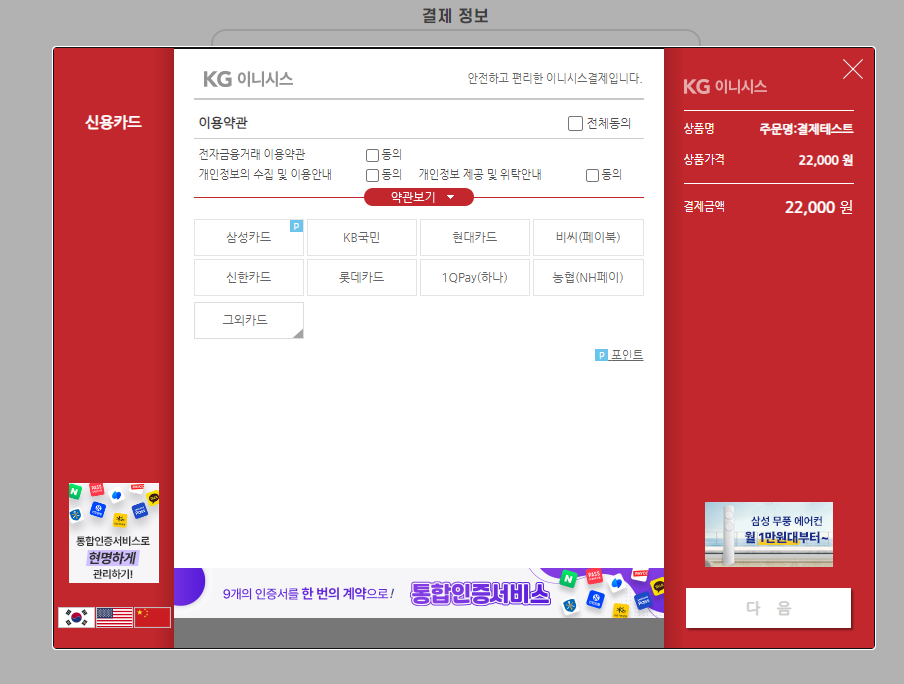 결제 정보
신용카드
KG 이니시스
안전하고 편리한 이니시스결제입니다.
이용약관
전체동의
전자금융거래 이용약관
동의
개인정보의 수집 및 이용안내
동의
개인정보 제공 및 위탁안내
동의
약관보기
삼성카드
P
KB국민
현대카드
비씨(페이북)
신한카드
롯데카드
1QPay(하나)
농협(NH페이)
그외카드
P 포인트
통합인증서비스로
현명하게
관리하기!
9개의 인증서를 한 번의 계약으로!
통합인증서비스
KG 이니시스
상품명
주문명:결제테스트
상품가격
22,000 원
결제금액
22,000 원
삼성 무풍 에어컨
월 1만원대부터~
다 음